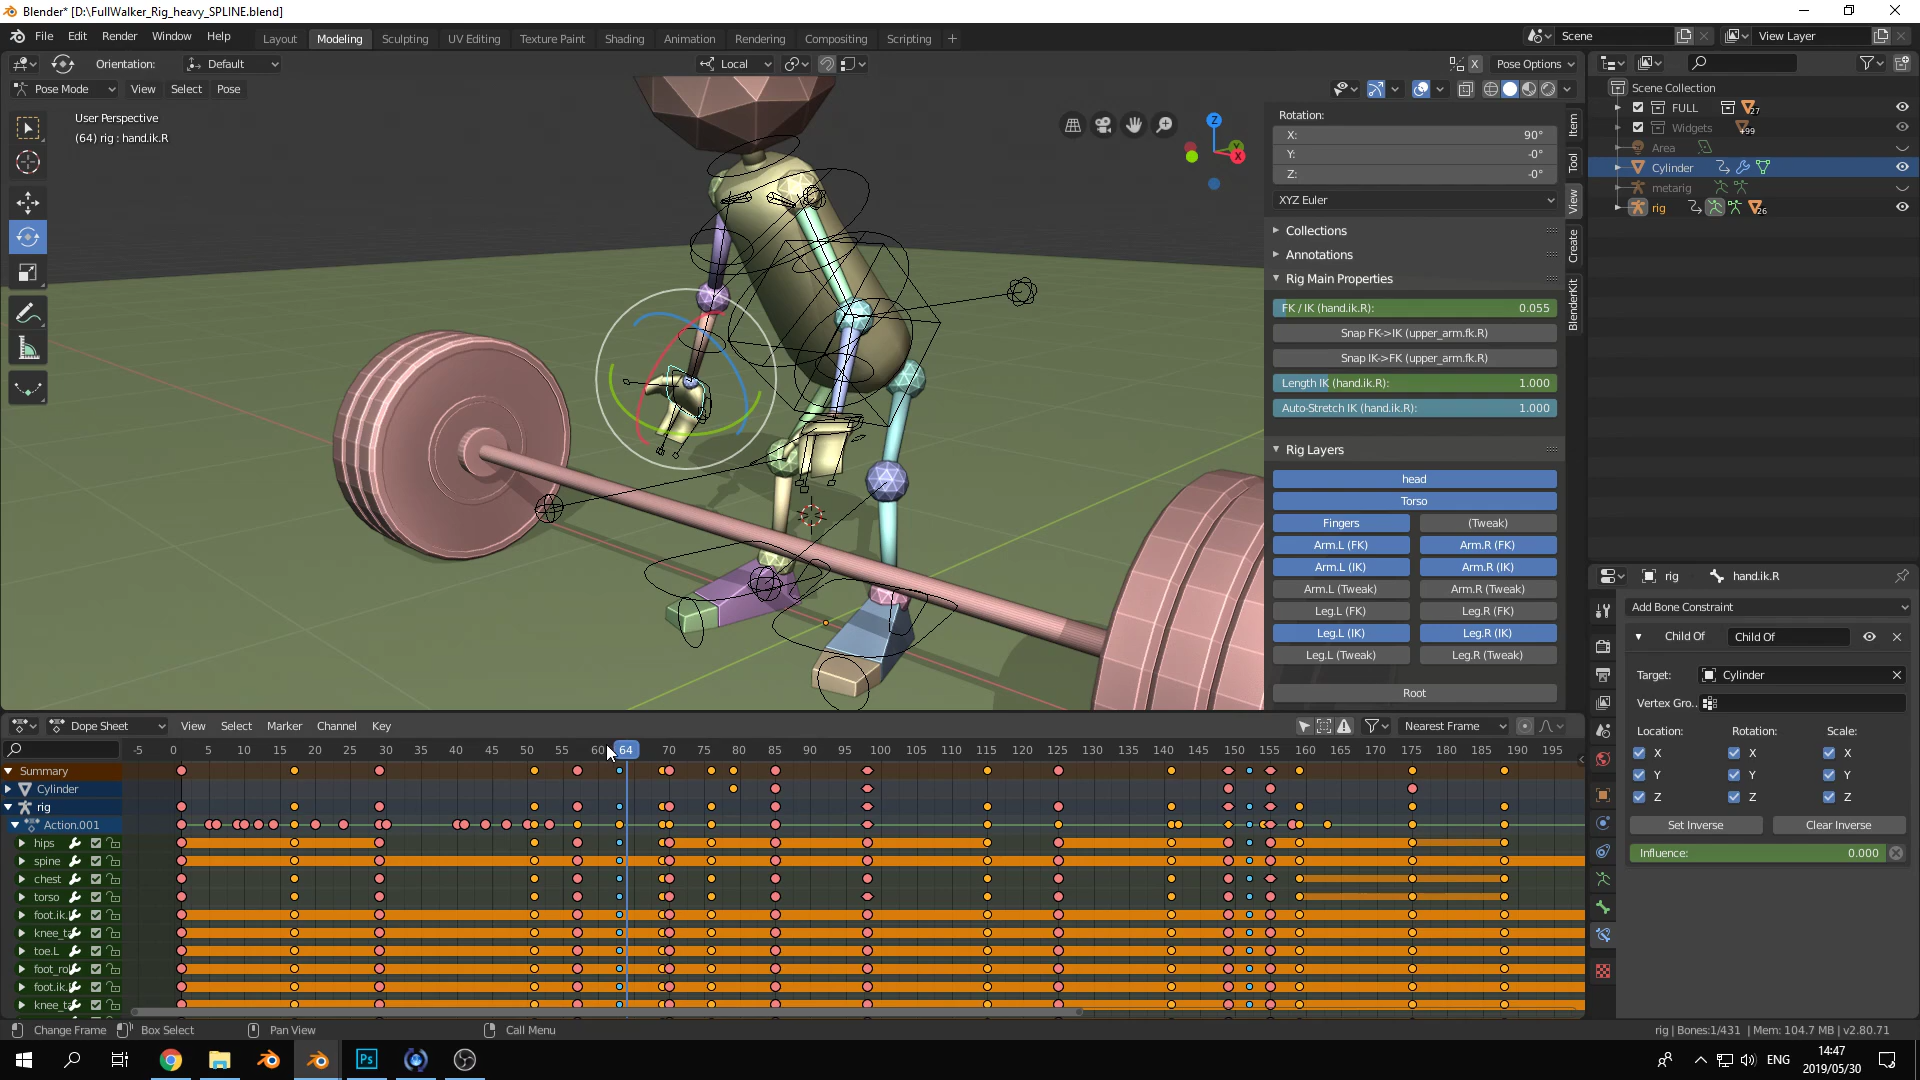 Blender* [D:\FullWalker_Rig_heavy_SPLINE.blend]
File Edit Render Window Help
Layout Modeling Sculpting UV Editing Texture Paint Shading Animation Rendering Compositing Scripting +
Scene
View Layer
Orientation: Default
Local
X Pose Options
Pose Mode View Select Pose
User Perspective
(64) rig : hand.ik.R
Z
Y
X
Rotation:
X: 90°
Y: -0°
Z: -0°
XYZ Euler
Collections
Annotations
Rig Main Properties
FK / IK (hand.ik.R): 0.055
Snap FK->IK (upper_arm.fk.R)
Snap IK->FK (upper_arm.fk.R)
Length IK (hand.ik.R): 1.000
Auto-Stretch IK (hand.ik.R): 1.000
Rig Layers
head
Torso
Fingers (Tweak)
Arm.L (FK) Arm.R (FK)
Arm.L (IK) Arm.R (IK)
Arm.L (Tweak) Arm.R (Tweak)
Leg.L (FK) Leg.R (FK)
Leg.L (IK) Leg.R (IK)
Leg.L (Tweak) Leg.R (Tweak)
Root
Item
Tool
View
Create
BlenderKit
Scene Collection
FULL 27
Widgets +99
Area
Cylinder
metarig
rig 26
rig hand.ik.R
Add Bone Constraint
Child Of Child Of
Target: Cylinder
Vertex Gro..
Location: Rotation: Scale:
X X X
Y Y Y
Z Z Z
Set Inverse Clear Inverse
Influence: 0.000
Dope Sheet View Select Marker Channel Key
Nearest Frame
-5 0 5 10 15 20 25 30 35 40 45 50 55 60 64 70 75 80 85 90 95 100 105 110 115 120 125 130 135 140 145 150 155 160 165 170 175 180 185 190 195
Summary
Cylinder
rig
Action.001
hips
spine
chest
torso
foot.ik.
knee_ta
toe.L
foot_ro
foot.ik.
knee_ta
Change Frame Box Select Pan View Call Menu
rig | Bones:1/431 | Mem: 104.7 MB | v2.80.71
Ps
ENG
14:47
2019/05/30